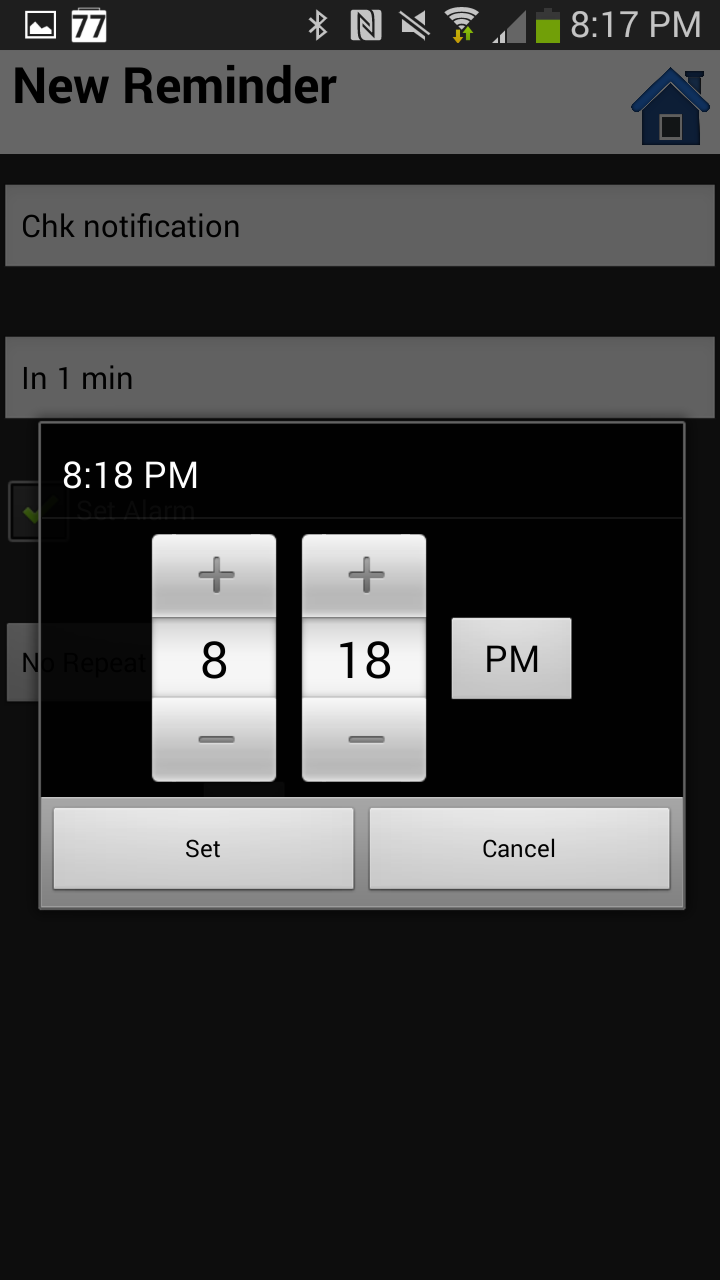 77 8:17 PM
New Reminder
Chk notification
In 1 min
8:18 PM
Set Alarm
8 18 PM
No Repeat
Set Cancel